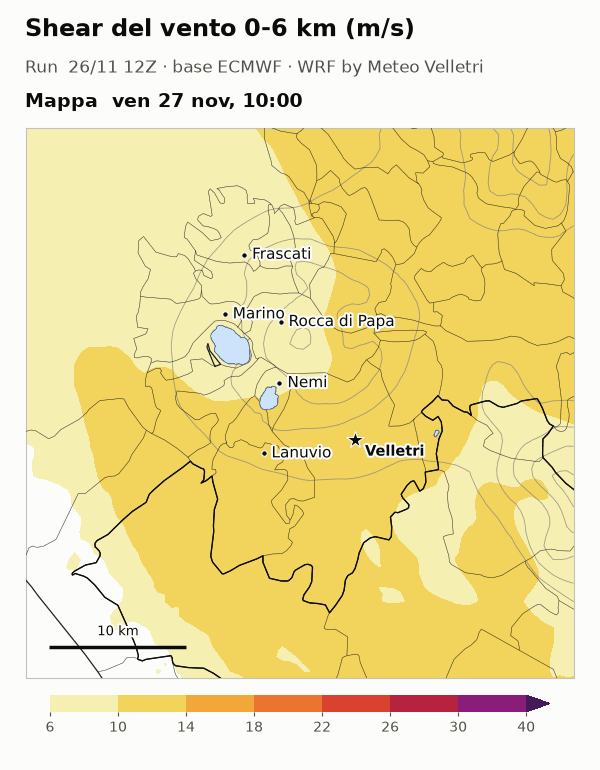 Shear del vento 0-6 km (m/s)
Run  26/11 12Z · base ECMWF · WRF by Meteo Velletri
Mappa  ven 27 nov, 10:00
Frascati
Marino
Rocca di Papa
Nemi
Velletri
Lanuvio
10 km
6 10 14 18 22 26 30 40